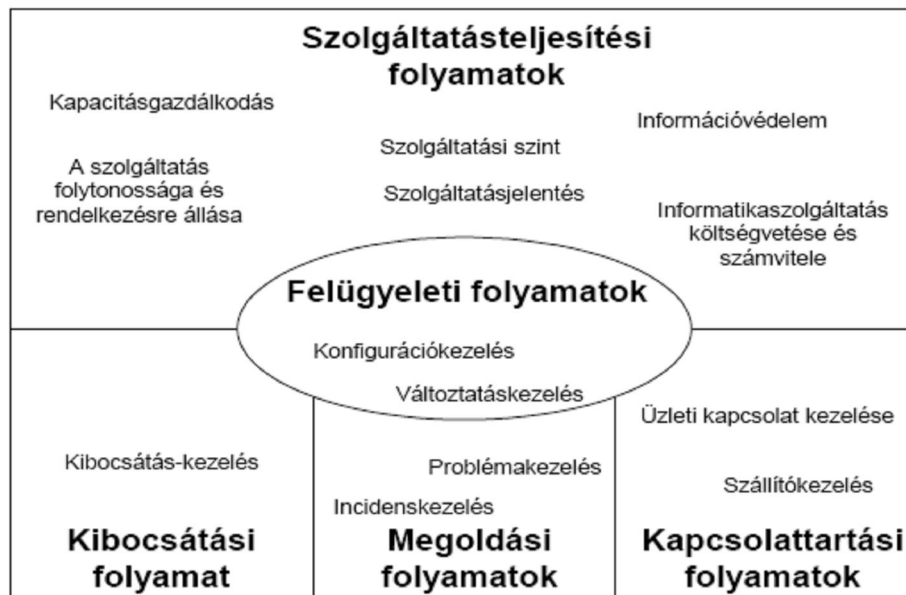 Szolgáltatásteljesítési
folyamatok
Kapacitásgazdálkodás
Információvédelem
Szolgáltatási szint
A szolgáltatás
folytonossága és
rendelkezésre állása
Szolgáltatásjelentés
Informatikaszolgáltatás
költségvetése és
számvitele
Felügyeleti folyamatok
Konfigurációkezelés
Változtatáskezelés
Kibocsátás-kezelés
Kibocsátási
folyamat
Problémakezelés
Incidenskezelés
Megoldási
folyamatok
Üzleti kapcsolat kezelése
Szállítókezelés
Kapcsolattartási
folyamatok